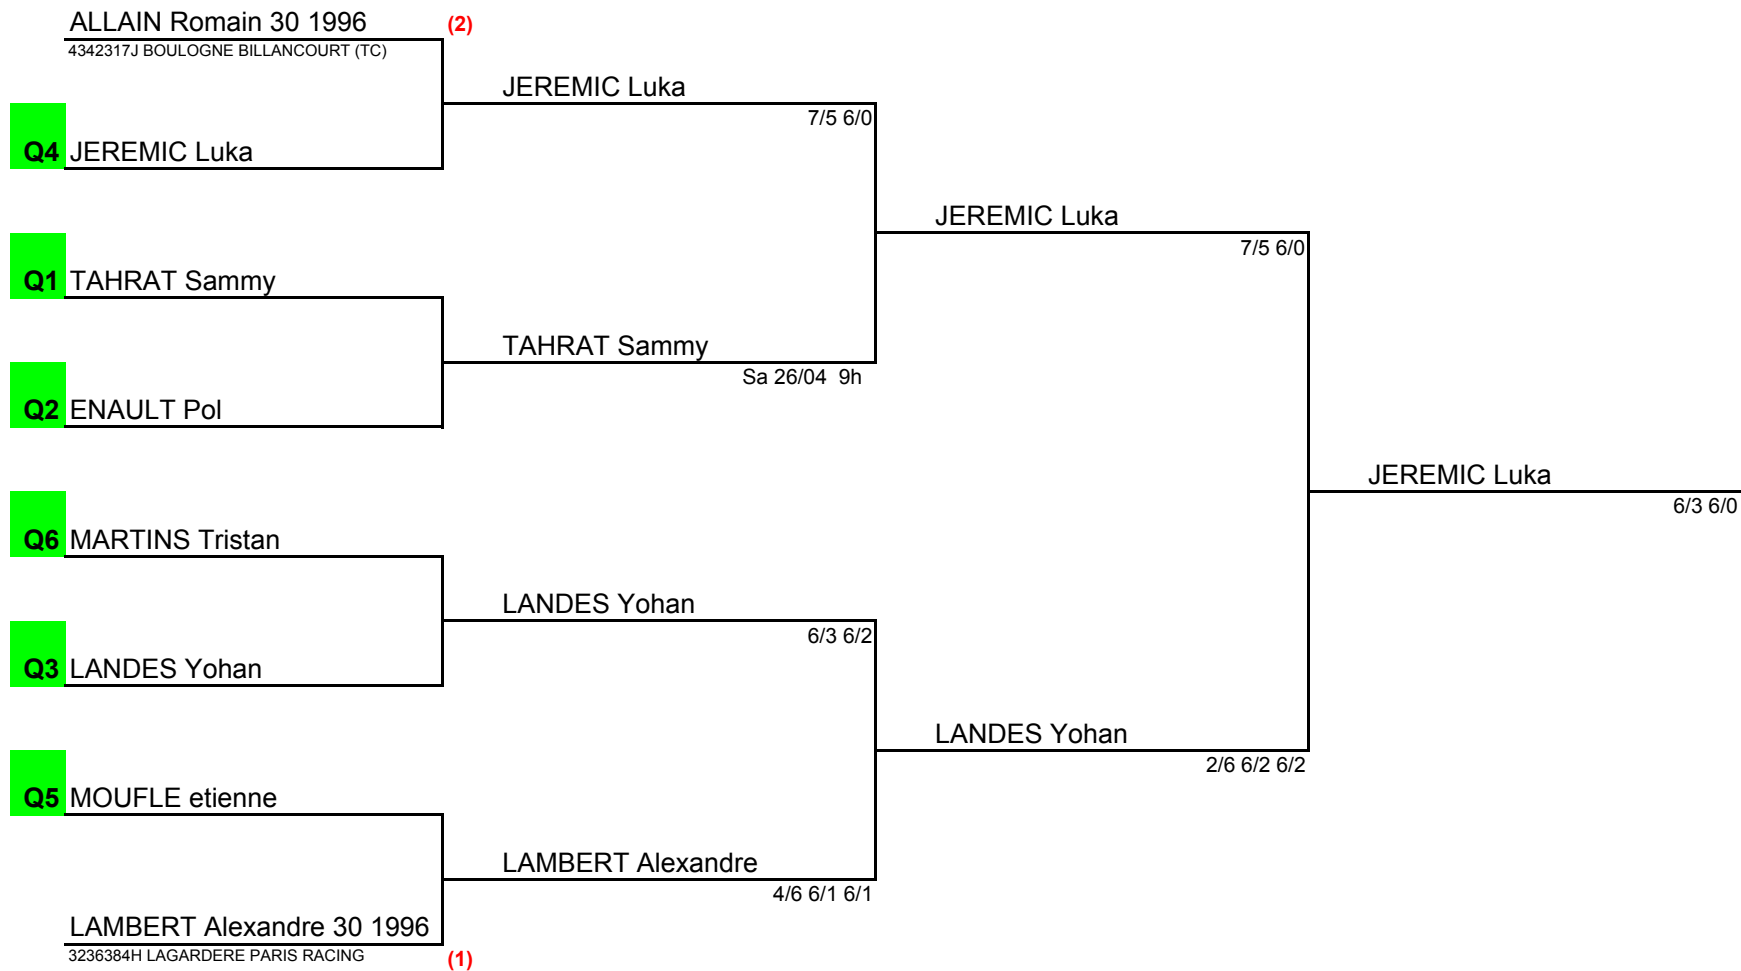 ALLAIN Romain 30 1996
(2)
4342317J BOULOGNE BILLANCOURT (TC)
JEREMIC Luka
7/5 6/0
Q4 JEREMIC Luka
JEREMIC Luka
7/5 6/0
Q1 TAHRAT Sammy
TAHRAT Sammy
Sa 26/04 9h
Q2 ENAULT Pol
JEREMIC Luka
6/3 6/0
Q6 MARTINS Tristan
LANDES Yohan
6/3 6/2
Q3 LANDES Yohan
LANDES Yohan
2/6 6/2 6/2
Q5 MOUFLE etienne
LAMBERT Alexandre
4/6 6/1 6/1
LAMBERT Alexandre 30 1996
3236384H LAGARDERE PARIS RACING
(1)